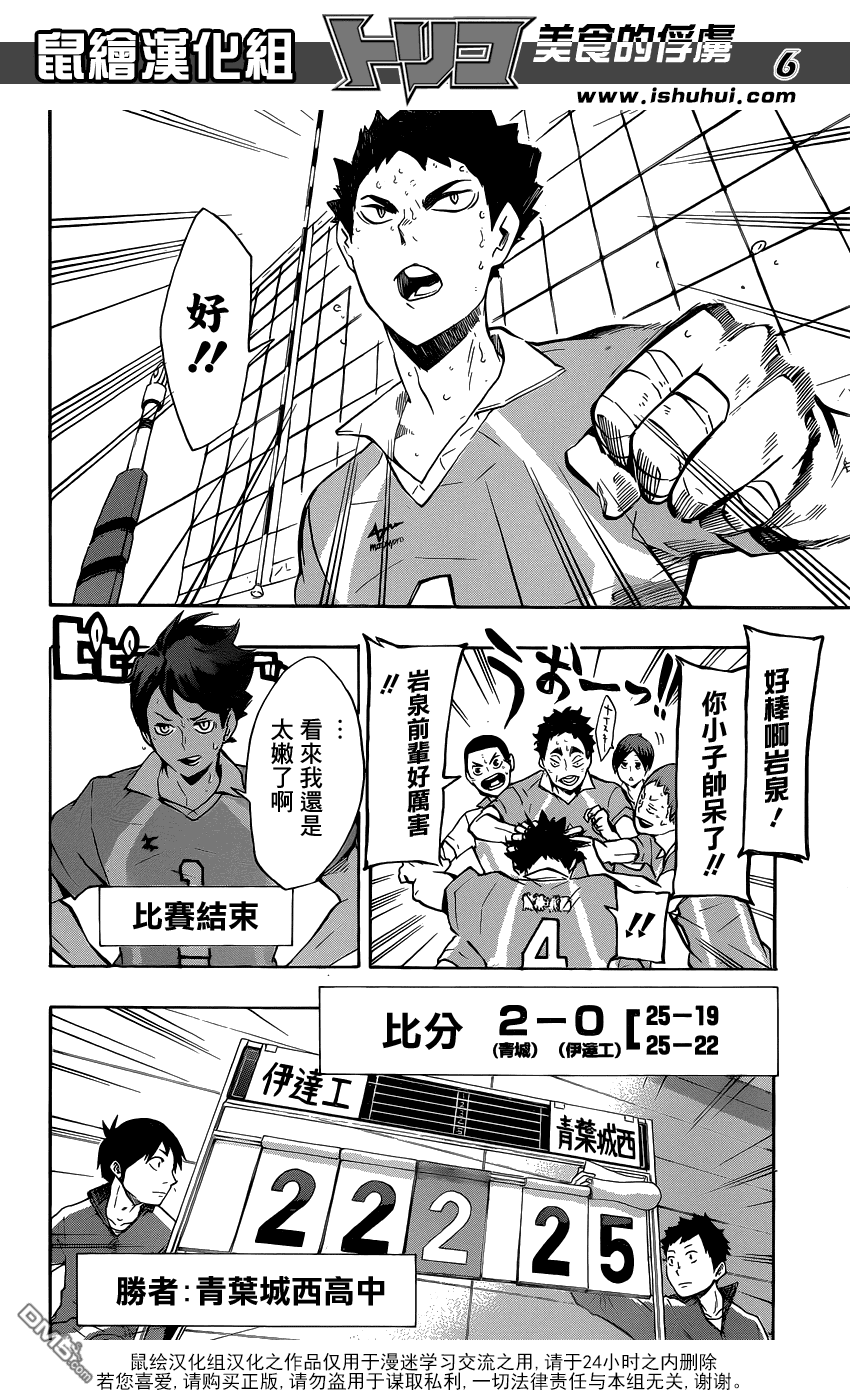 鼠繪漢化組
トリコ
美食的俘虜
6
www.ishuhui.com
好!!
好棒啊岩泉!
你小子帥呆了!!
うおーーっ!!
岩泉前輩好厲害!!
!!
4
ピピーーッ
…看來我還是
太嫩了啊
1
比賽結束
比分 2－0 [25－19
(青城) (伊達工) 25－22
伊達工
青葉城西
22 2 25
勝者:青葉城西高中
鼠绘汉化组汉化之作品仅用于漫迷学习交流之用,请于24小时之内删除
若您喜爱,请购买正版,请勿盗用于谋取私利,一切法律责任与本组无关,谢谢。